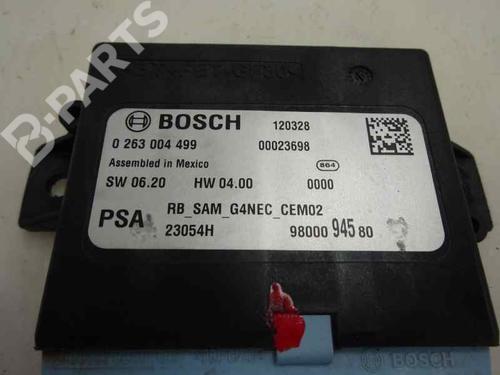 B-PARTS
BOSCH 120328
0 263 004 499 00023698
Assembled in Mexico 864
SW 06.20 HW 04.00 0000
PSA RB_SAM_G4NEC_CEM02
23054H 98000 945 80
BOSCH